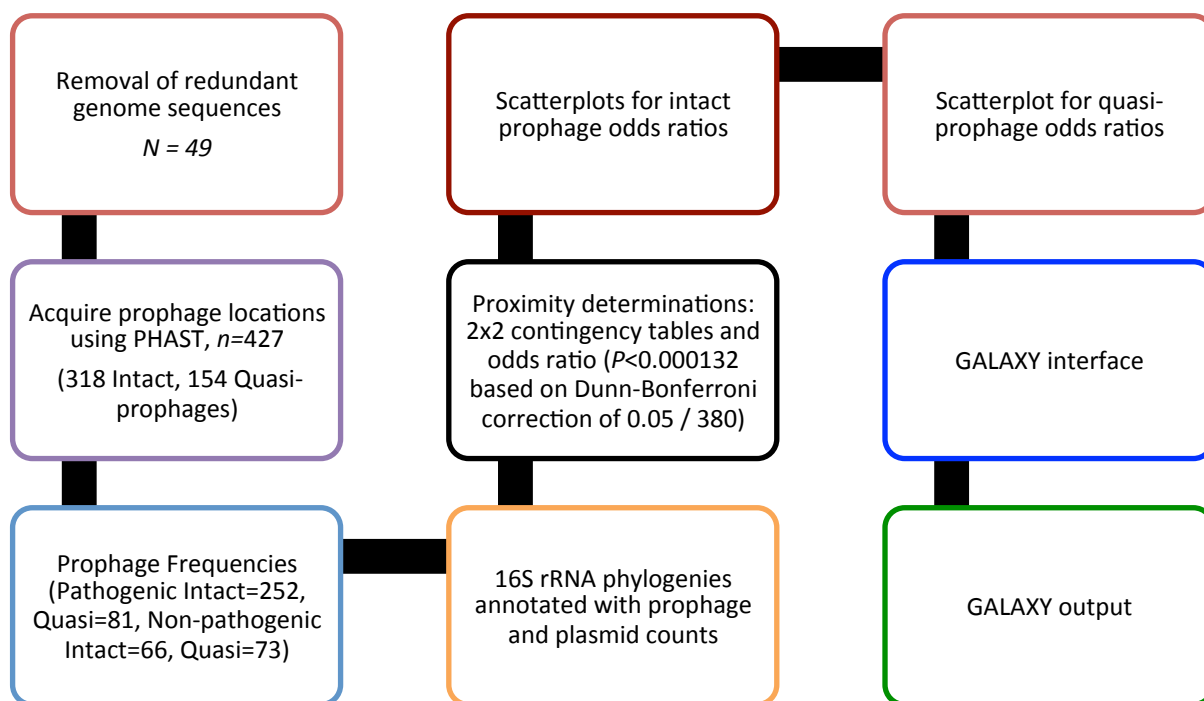 Removal of redundant
genome sequences
N = 49
Acquire prophage locations
using PHAST, n=427
(318 Intact, 154 Quasi-
prophages)
Prophage Frequencies
(Pathogenic Intact=252,
Quasi=81, Non-pathogenic
Intact=66, Quasi=73)
16S rRNA phylogenies
annotated with prophage
and plasmid counts
Proximity determinations:
2x2 contingency tables and
odds ratio (P<0.000132
based on Dunn-Bonferroni
correction of 0.05 / 380)
Scatterplots for intact
prophage odds ratios
Scatterplot for quasi-
prophage odds ratios
GALAXY interface
GALAXY output